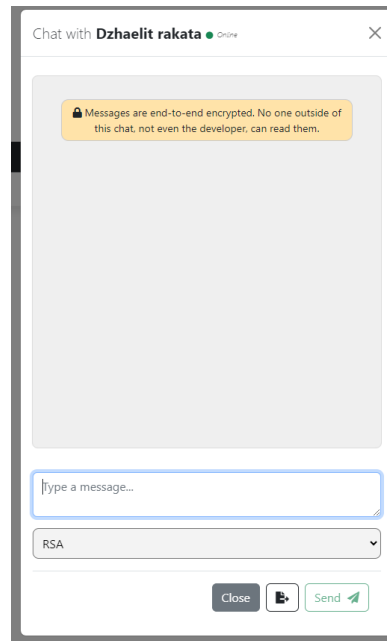 Chat with Dzhaelit rakata Online
Messages are end-to-end encrypted. No one outside of
this chat, not even the developer, can read them.
Type a message...
RSA
Close Send